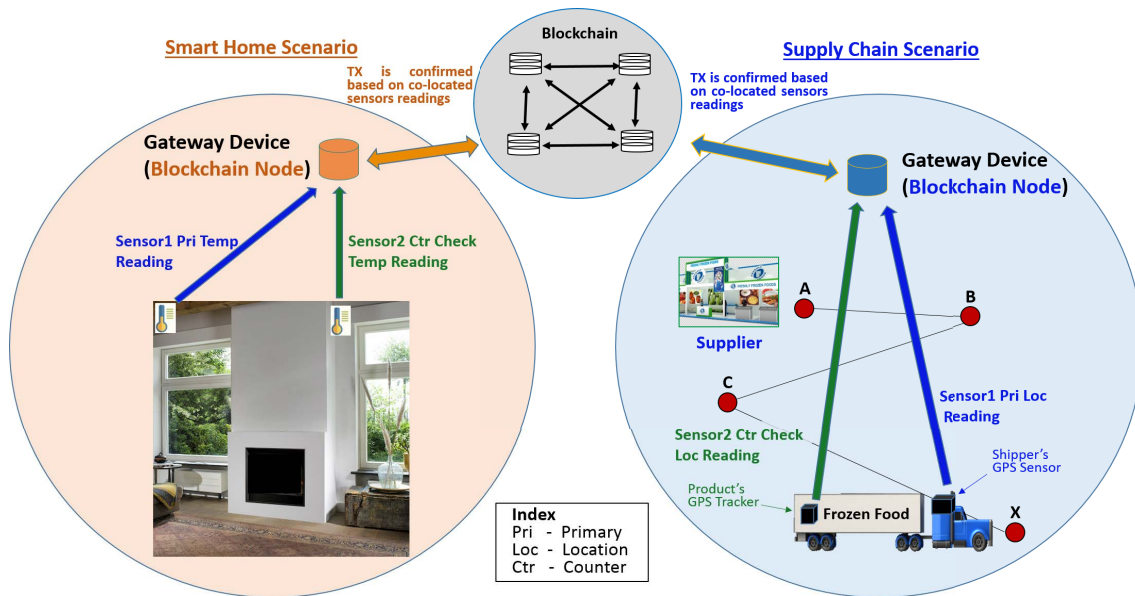 Smart Home Scenario
Blockchain
Supply Chain Scenario
TX is confirmed
based on co-located
sensors readings
TX is confirmed based
on co-located sensors
readings
Gateway Device
(Blockchain Node)
Gateway Device
(Blockchain Node)
Sensor1 Pri Temp
Reading
Sensor2 Ctr Check
Temp Reading
A
B
Supplier
C
Sensor1 Pri Loc
Reading
Sensor2 Ctr Check
Loc Reading
Shipper's
GPS Sensor
Product's
GPS Tracker
Frozen Food
X
Index
Pri - Primary
Loc - Location
Ctr - Counter